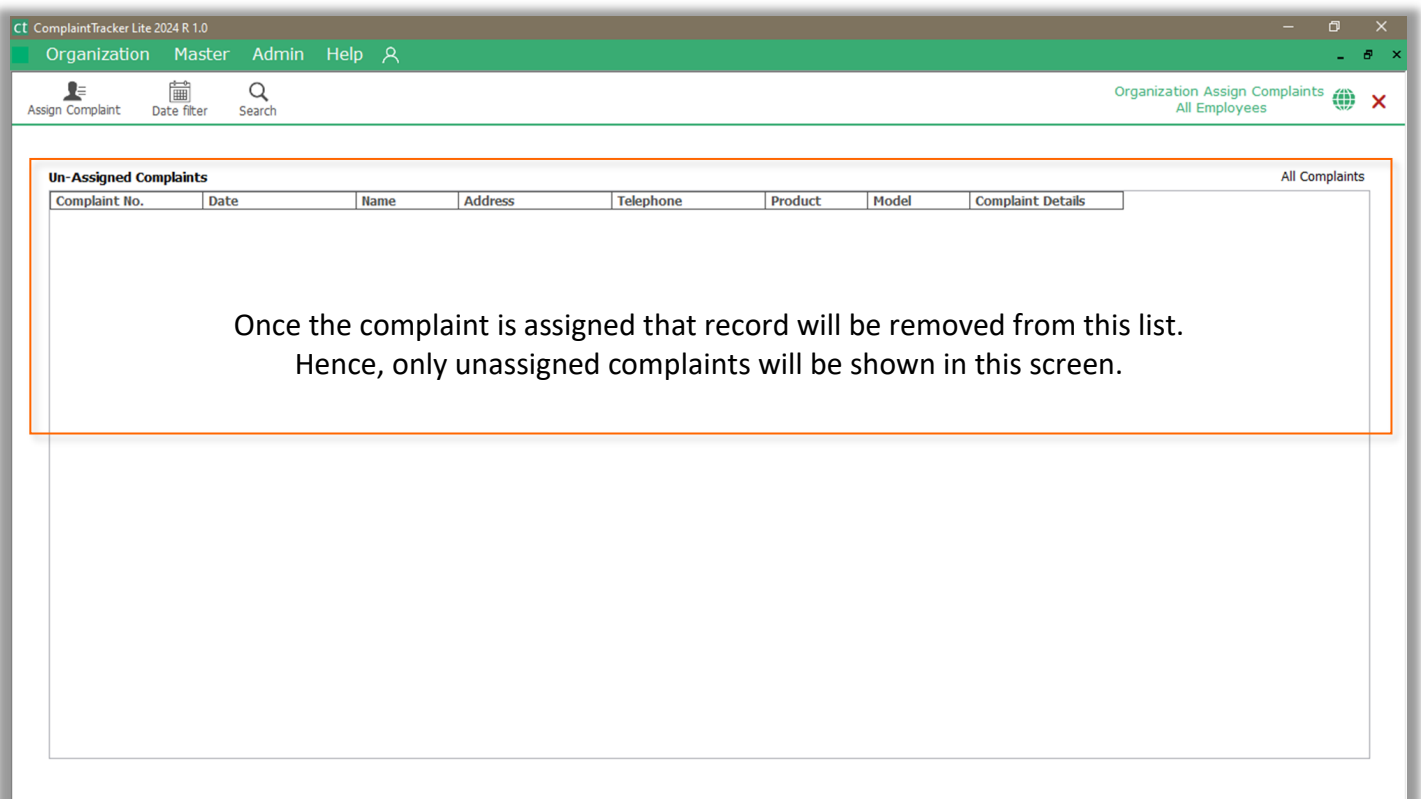 ct ComplaintTracker Lite 2024 R 1.0
Organization Master Admin Help
Assign Complaint Date filter Search
Organization Assign Complaints
All Employees
Un-Assigned Complaints All Complaints
Complaint No. Date Name Address Telephone Product Model Complaint Details
Once the complaint is assigned that record will be removed from this list.
Hence, only unassigned complaints will be shown in this screen.